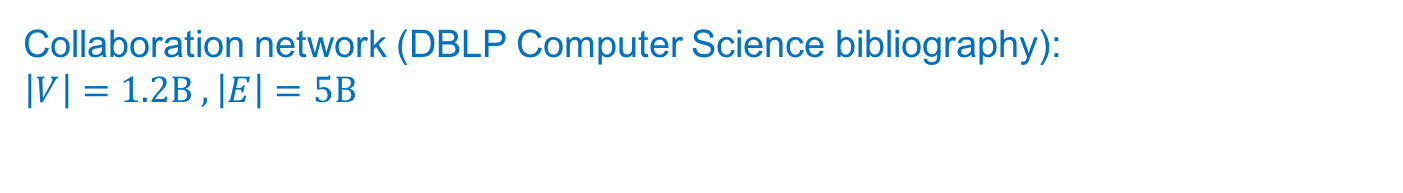 Collaboration network (DBLP Computer Science bibliography):
|𝑉| = 1.2B , |𝐸| = 5B